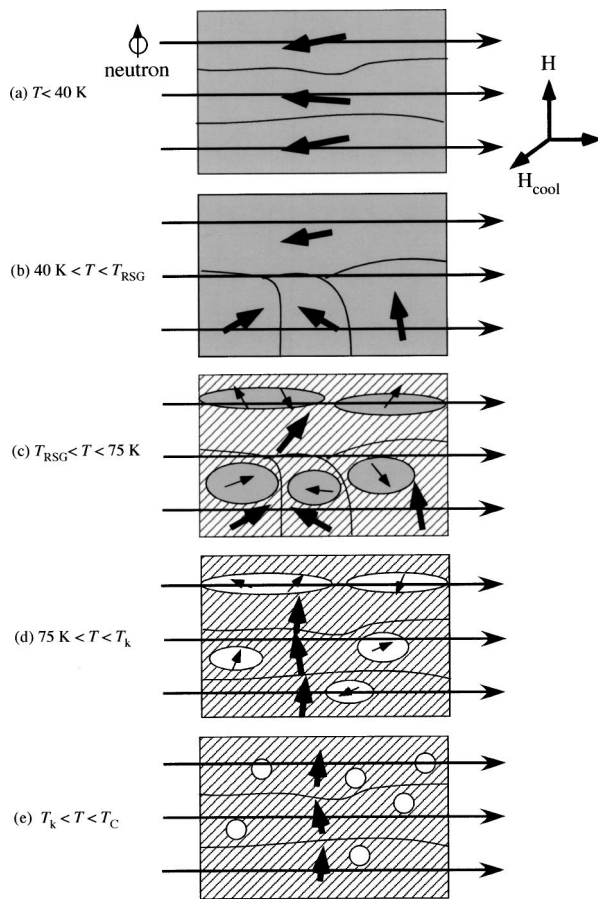 neutron
(a) T < 40 K
H
H_cool
(b) 40 K < T < T_RSG
(c) T_RSG < T < 75 K
(d) 75 K < T < T_k
(e) T_k < T < T_C